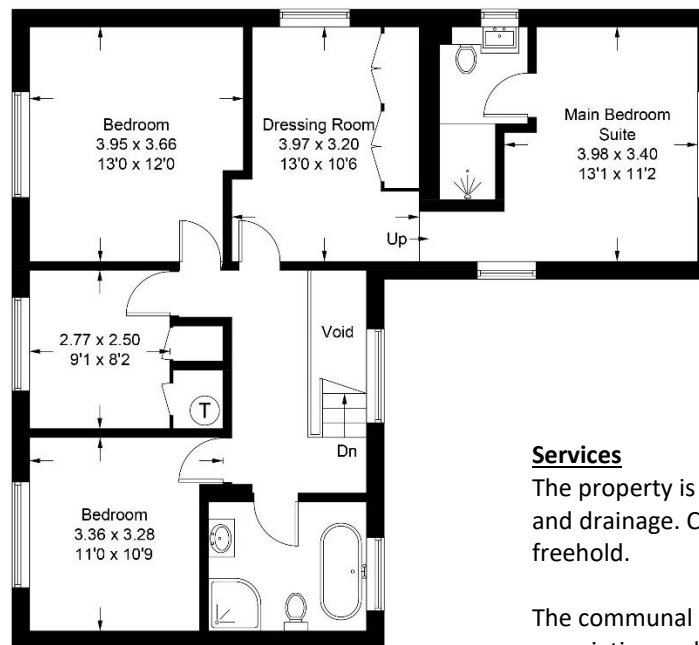 Bedroom
3.95 x 3.66
13'0 x 12'0
Dressing Room
3.97 x 3.20
13'0 x 10'6
Main Bedroom
Suite
3.98 x 3.40
13'1 x 11'2
Up
2.77 x 2.50
9'1 x 8'2
Void
T
Dn
Bedroom
3.36 x 3.28
11'0 x 10'9
Services
The property is
and drainage. C
freehold.
The communal